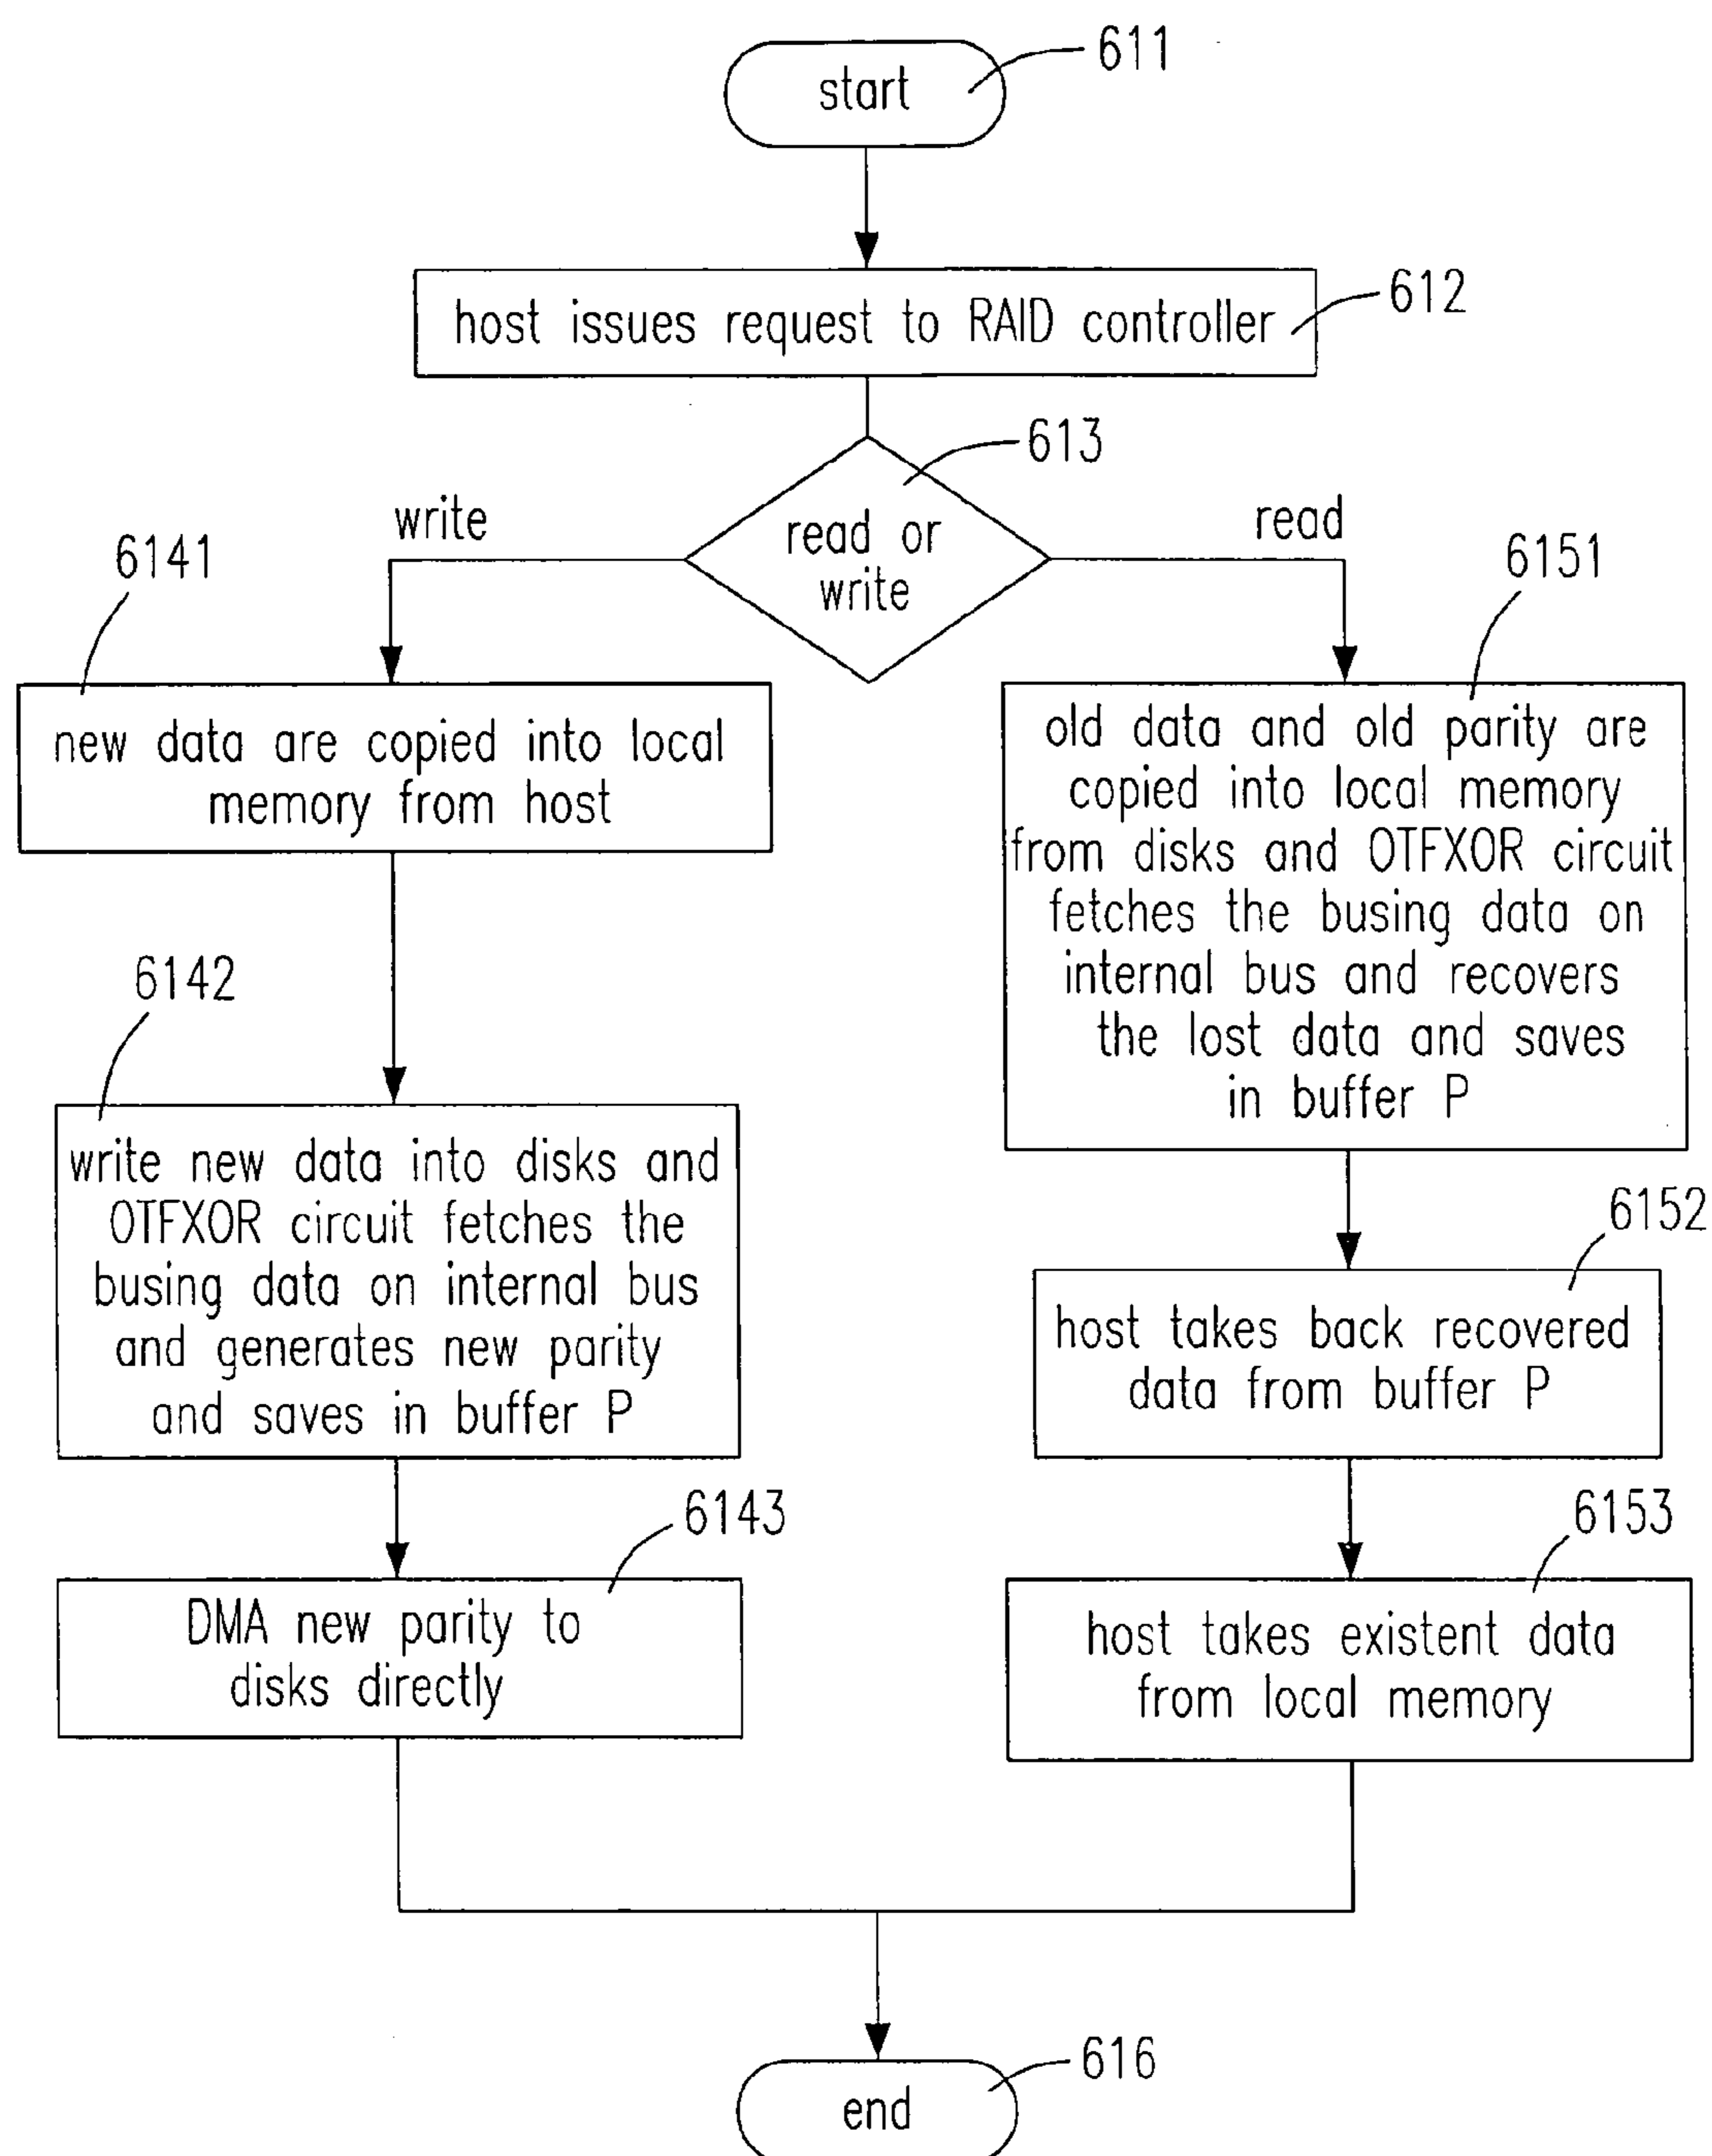 start
611
host issues request to RAID controller
612
613
read or
write
write
read
6141
new data are copied into local
memory from host
6142
write new data into disks and
OTFXOR circuit fetches the
busing data on internal bus
and generates new parity
and saves in buffer P
6143
DMA new parity to
disks directly
6151
old data and old parity are
copied into local memory
from disks and OTFXOR circuit
fetches the busing data on
internal bus and recovers
the lost data and saves
in buffer P
6152
host takes back recovered
data from buffer P
6153
host takes existent data
from local memory
end
616